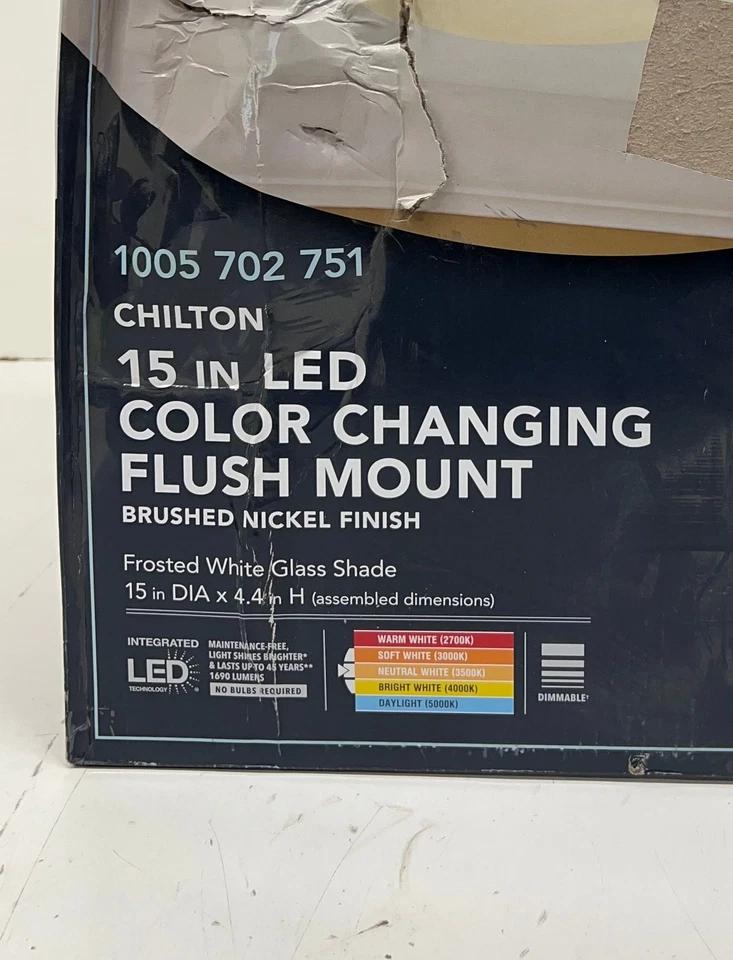 1005 702 751
CHILTON
15 IN LED
COLOR CHANGING
FLUSH MOUNT
BRUSHED NICKEL FINISH
Frosted White Glass Shade
15 in DIA x 4.4 in H (assembled dimensions)
INTEGRATED
LED
TECHNOLOGY
MAINTENANCE-FREE,
LIGHT SHINES BRIGHTER*
& LASTS UP TO 45 YEARS**
1690 LUMENS
NO BULBS REQUIRED
WARM WHITE (2700K)
SOFT WHITE (3000K)
NEUTRAL WHITE (3500K)
BRIGHT WHITE (4000K)
DAYLIGHT (5000K)
DIMMABLE†